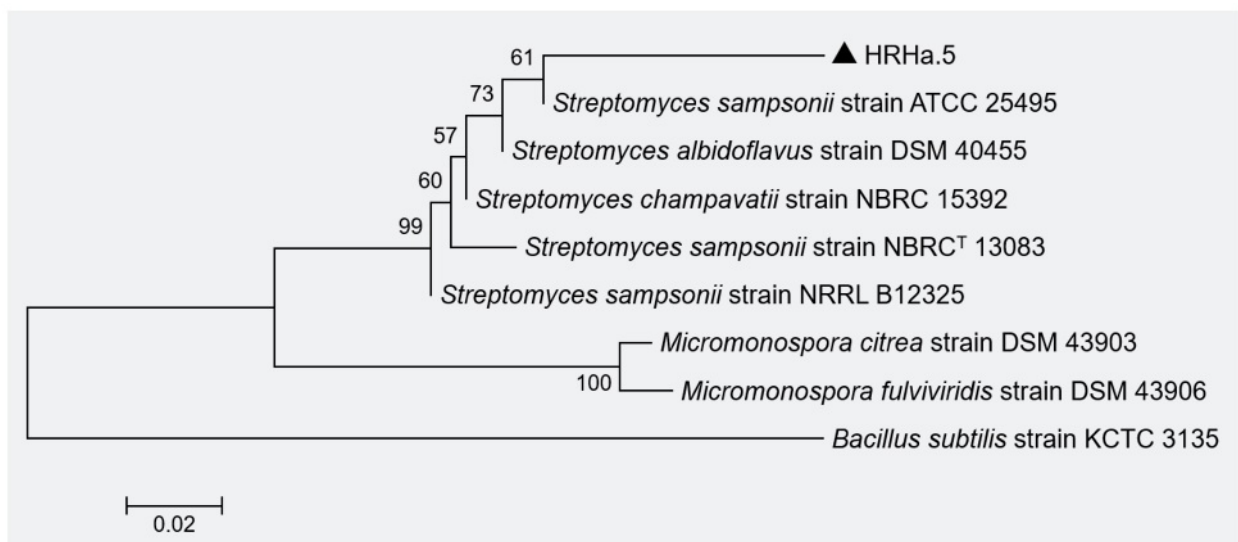 61
▲ HRHa.5
Streptomyces sampsonii strain ATCC 25495
73
Streptomyces albidoflavus strain DSM 40455
57
Streptomyces champavatii strain NBRC 15392
60
Streptomyces sampsonii strain NBRCᵀ 13083
99
Streptomyces sampsonii strain NRRL B12325
Micromonospora citrea strain DSM 43903
100
Micromonospora fulviviridis strain DSM 43906
Bacillus subtilis strain KCTC 3135
0.02